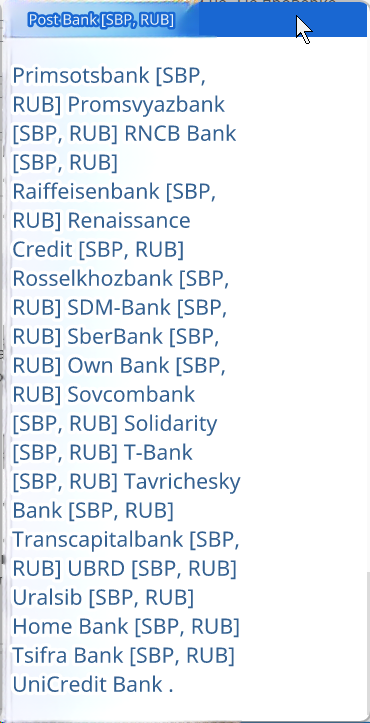 Post Bank [SBP, RUB]
Primsotsbank [SBP,
RUB] Promsvyazbank
[SBP, RUB] RNCB Bank
[SBP, RUB]
Raiffeisenbank [SBP,
RUB] Renaissance
Credit [SBP, RUB]
Rosselkhozbank [SBP,
RUB] SDM-Bank [SBP,
RUB] SberBank [SBP,
RUB] Own Bank [SBP,
RUB] Sovcombank
[SBP, RUB] Solidarity
[SBP, RUB] T-Bank
[SBP, RUB] Tavrichesky
Bank [SBP, RUB]
Transcapitalbank [SBP,
RUB] UBRD [SBP, RUB]
Uralsib [SBP, RUB]
Home Bank [SBP, RUB]
Tsifra Bank [SBP, RUB]
UniCredit Bank .